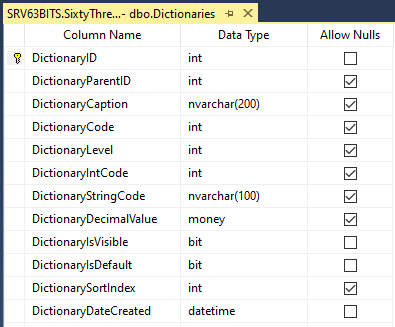 SRV63BITS.SixtyThre...- dbo.Dictionaries
Column Name Data Type Allow Nulls
DictionaryID int
DictionaryParentID int
DictionaryCaption nvarchar(200)
DictionaryCode int
DictionaryLevel int
DictionaryIntCode int
DictionaryStringCode nvarchar(100)
DictionaryDecimalValue money
DictionaryIsVisible bit
DictionaryIsDefault bit
DictionarySortIndex int
DictionaryDateCreated datetime